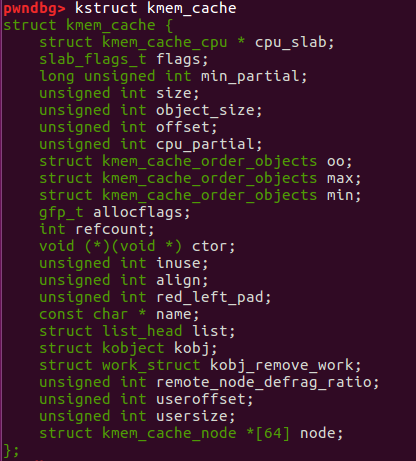 pwndbg> kstruct kmem_cache
struct kmem_cache {
    struct kmem_cache_cpu * cpu_slab;
    slab_flags_t flags;
    long unsigned int min_partial;
    unsigned int size;
    unsigned int object_size;
    unsigned int offset;
    unsigned int cpu_partial;
    struct kmem_cache_order_objects oo;
    struct kmem_cache_order_objects max;
    struct kmem_cache_order_objects min;
    gfp_t allocflags;
    int refcount;
    void (*)(void *) ctor;
    unsigned int inuse;
    unsigned int align;
    unsigned int red_left_pad;
    const char * name;
    struct list_head list;
    struct kobject kobj;
    struct work_struct kobj_remove_work;
    unsigned int remote_node_defrag_ratio;
    unsigned int useroffset;
    unsigned int usersize;
    struct kmem_cache_node *[64] node;
};